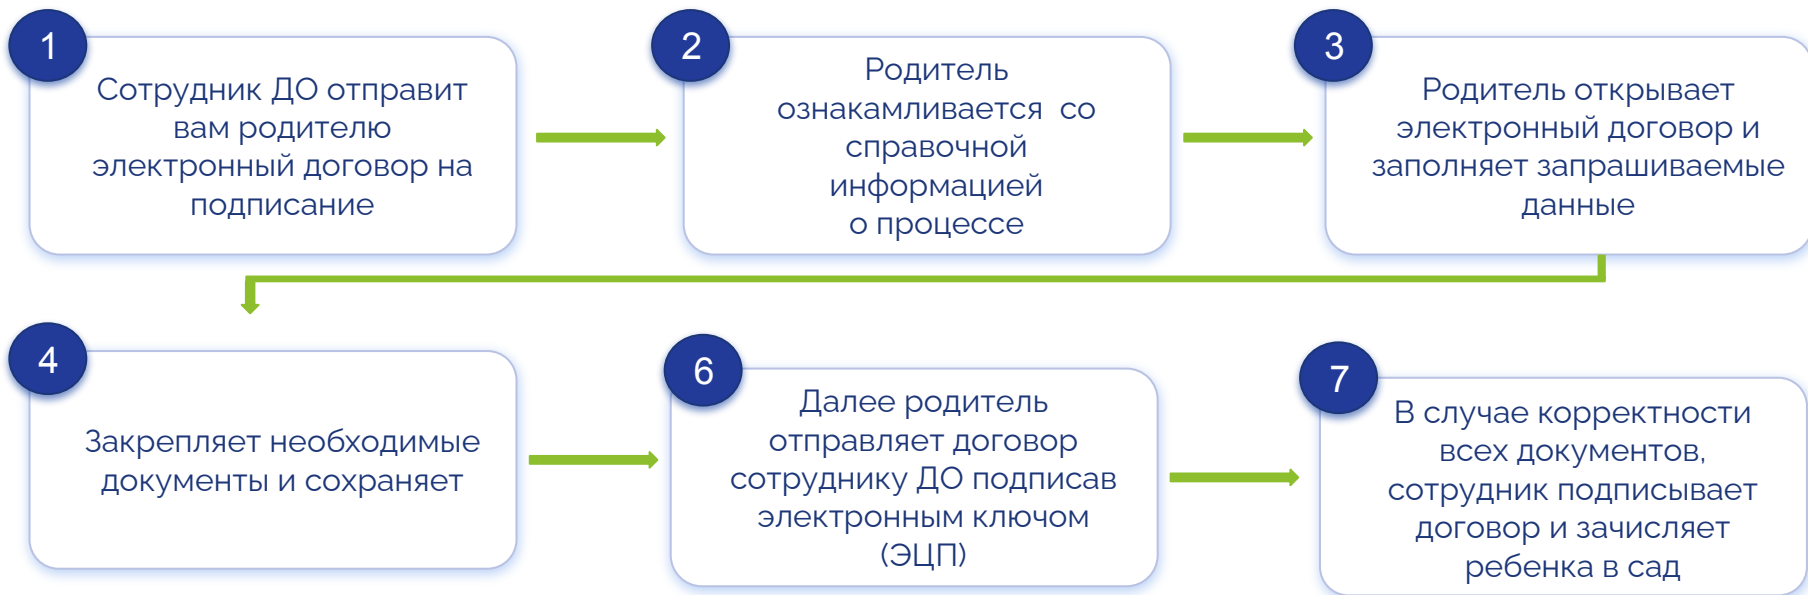 1
Сотрудник ДО отправит
вам родителю
электронный договор на
подписание
2
Родитель
ознакамливается со
справочной
информацией
о процессе
3
Родитель открывает
электронный договор и
заполняет запрашиваемые
данные
4
Закрепляет необходимые
документы и сохраняет
6
Далее родитель
отправляет договор
сотруднику ДО подписав
электронным ключом
(ЭЦП)
7
В случае корректности
всех документов,
сотрудник подписывает
договор и зачисляет
ребенка в сад